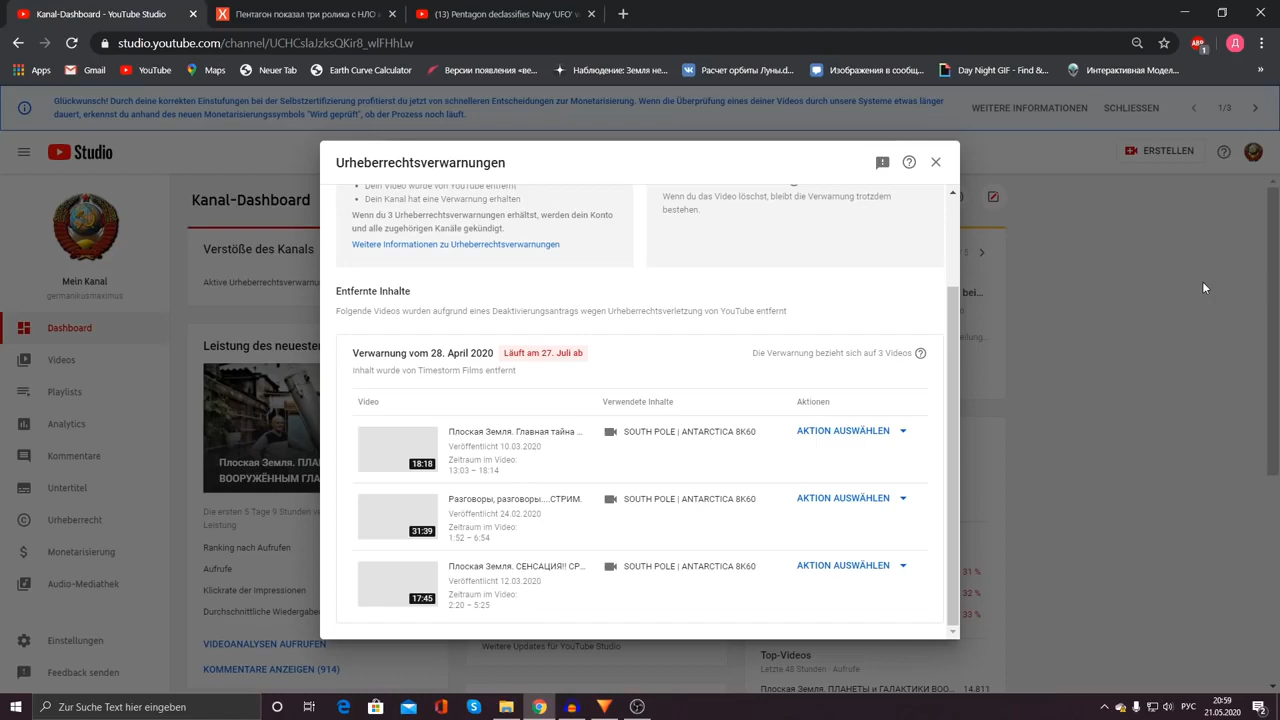 Kanal-Dashboard - YouTube Studio
Пентагон показал три видео с
Pentagon declassifies Navy 'UFO' v
studio.youtube.com/channel/UCHCsLzksQif8rEyiFHhLw
Apps
Gmail
YouTube
Maps
Neuer Tab
Earth Curve Calculator
Версии появления «ве...
Наблюдение: Земле...
Расчет орбиты Луны.d...
Изображения в сообщ...
Day Night GIF - Find &...
Интерактивная Модел...
Glückwunsch! Durch deine korrekten Einstufungen bei der Selbstzertifizierung profitierst du jetzt von schnelleren Entscheidungen zur Monetarisierung. Wenn die Überprüfung eines deiner Videos durch unsere Systeme etwas länger
dauert, erkennst du anhand des neuen Monetarisierungssymbols "Wird geprüft", ob der Prozess noch läuft.
WEITERE INFORMATIONEN
SCHLIESSEN
1/3
Studio
ERSTELLEN
Mein Kanal
germanikusmaximus
Dashboard
Videos
Playlists
Analytics
Kommentare
Untertitel
Urheberrecht
Monetarisierung
Audio-Mediathek
Einstellungen
Feedback senden
Kanal-Dashboard
Verstöße des Kanals
Aktive Urheberrechtsverwarnun
Leistung des neuesten
Плоская Земля. ПЛА
ВООРУЖЁННЫМ ГЛА
Die ersten 5 Tage 9 Stunden
Leistung
Ranking nach Aufrufen
Aufrufe
Klickrate der Impressionen
Durchschnittliche Wiedergabe
VIDEOANALYSEN AUFRUFEN
KOMMENTARE ANZEIGEN (914)
Urheberrechtsverwarnungen
Dein Video wurde von YouTube entfernt
Dein Kanal hat eine Verwarnung erhalten
Wenn du 3 Urheberrechtsverwarnungen erhältst, werden dein Konto
und alle zugehörigen Kanäle gekündigt.
Weitere Informationen zu Urheberrechtsverwarnungen
Wenn du das Video löschst, bleibt die Verwarnung trotzdem
bestehen.
Entfernte Inhalte
Folgende Videos wurden aufgrund eines Deaktivierungsantrags wegen Urheberrechtsverletzung von YouTube entfernt
Verwarnung vom 28. April 2020
Läuft am 27. Juli ab
Die Verwarnung bezieht sich auf 3 Videos
Inhalt wurde von Timestorm Films entfernt
Video
Verwendete Inhalte
Aktionen
18:18
Плоская Земля. Главная тайна ...
Veröffentlicht 10.03.2020
Zeitraum im Video:
13:03 – 18:14
SOUTH POLE | ANTARCTICA 8K60
AKTION AUSWÄHLEN
31:39
Разговоры, разговоры....СТРИМ.
Veröffentlicht 24.02.2020
Zeitraum im Video:
1:52 – 6:54
SOUTH POLE | ANTARCTICA 8K60
AKTION AUSWÄHLEN
17:45
Плоская Земля. СЕНСАЦИЯ!! СР...
Veröffentlicht 12.03.2020
Zeitraum im Video:
2:20 – 5:25
SOUTH POLE | ANTARCTICA 8K60
AKTION AUSWÄHLEN
Weitere Updates für YouTube Studio
bei...
31 %
32 %
33 %
Top-Videos
Letzte 48 Stunden · Aufrufe
Плоская Земля. ПЛАНЕТЫ и ГАЛАКТИКИ ВОО...
14.811
Zur Suche Text hier eingeben
РУС
20:59
21.05.2020